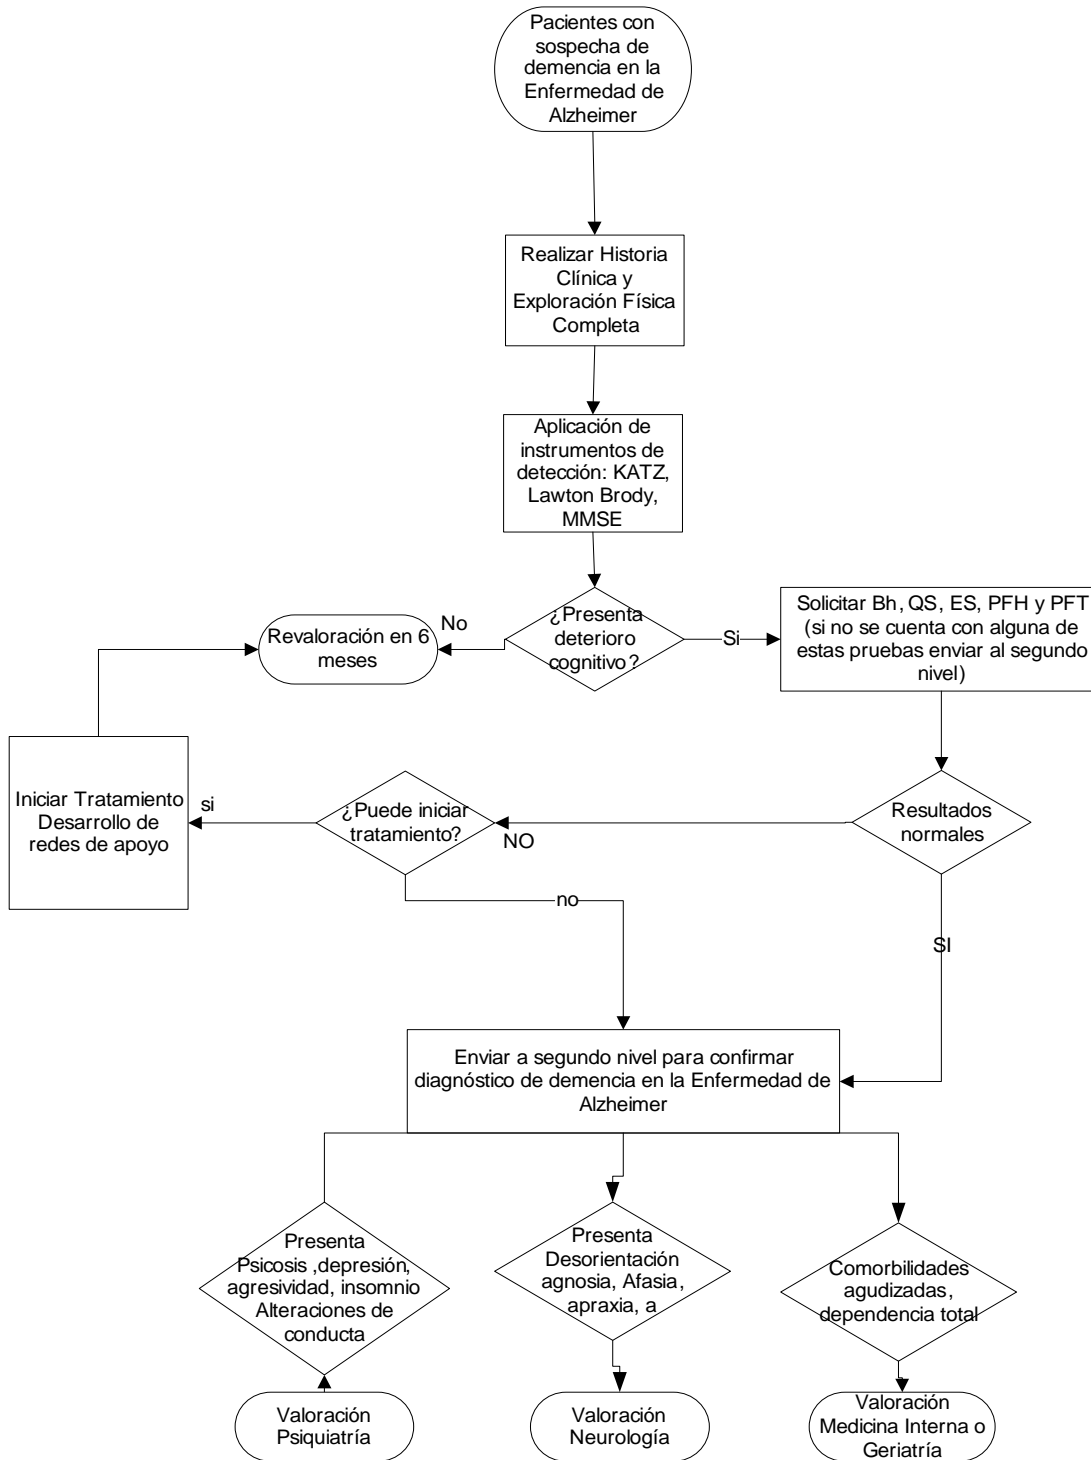 Pacientes con
sospecha de
demencia en la
Enfermedad de
Alzheimer
Realizar Historia
Clínica y
Exploración Física
Completa
Aplicación de
instrumentos de
detección: KATZ,
Lawton Brody,
MMSE
¿Presenta
deterioro
cognitivo?
No
Revaloración en 6
meses
Si
Solicitar Bh, QS, ES, PFH y PFT
(si no se cuenta con alguna de
estas pruebas enviar al segundo
nivel)
Resultados
normales
NO
¿Puede iniciar
tratamiento?
si
Iniciar Tratamiento
Desarrollo de
redes de apoyo
no
SI
Enviar a segundo nivel para confirmar
diagnóstico de demencia en la Enfermedad de
Alzheimer
Presenta
Psicosis ,depresión,
agresividad, insomnio
Alteraciones de
conducta
Presenta
Desorientación
agnosia, Afasia,
apraxia, a
Comorbilidades
agudizadas,
dependencia total
Valoración
Psiquiatría
Valoración
Neurología
Valoración
Medicina Interna o
Geriatría